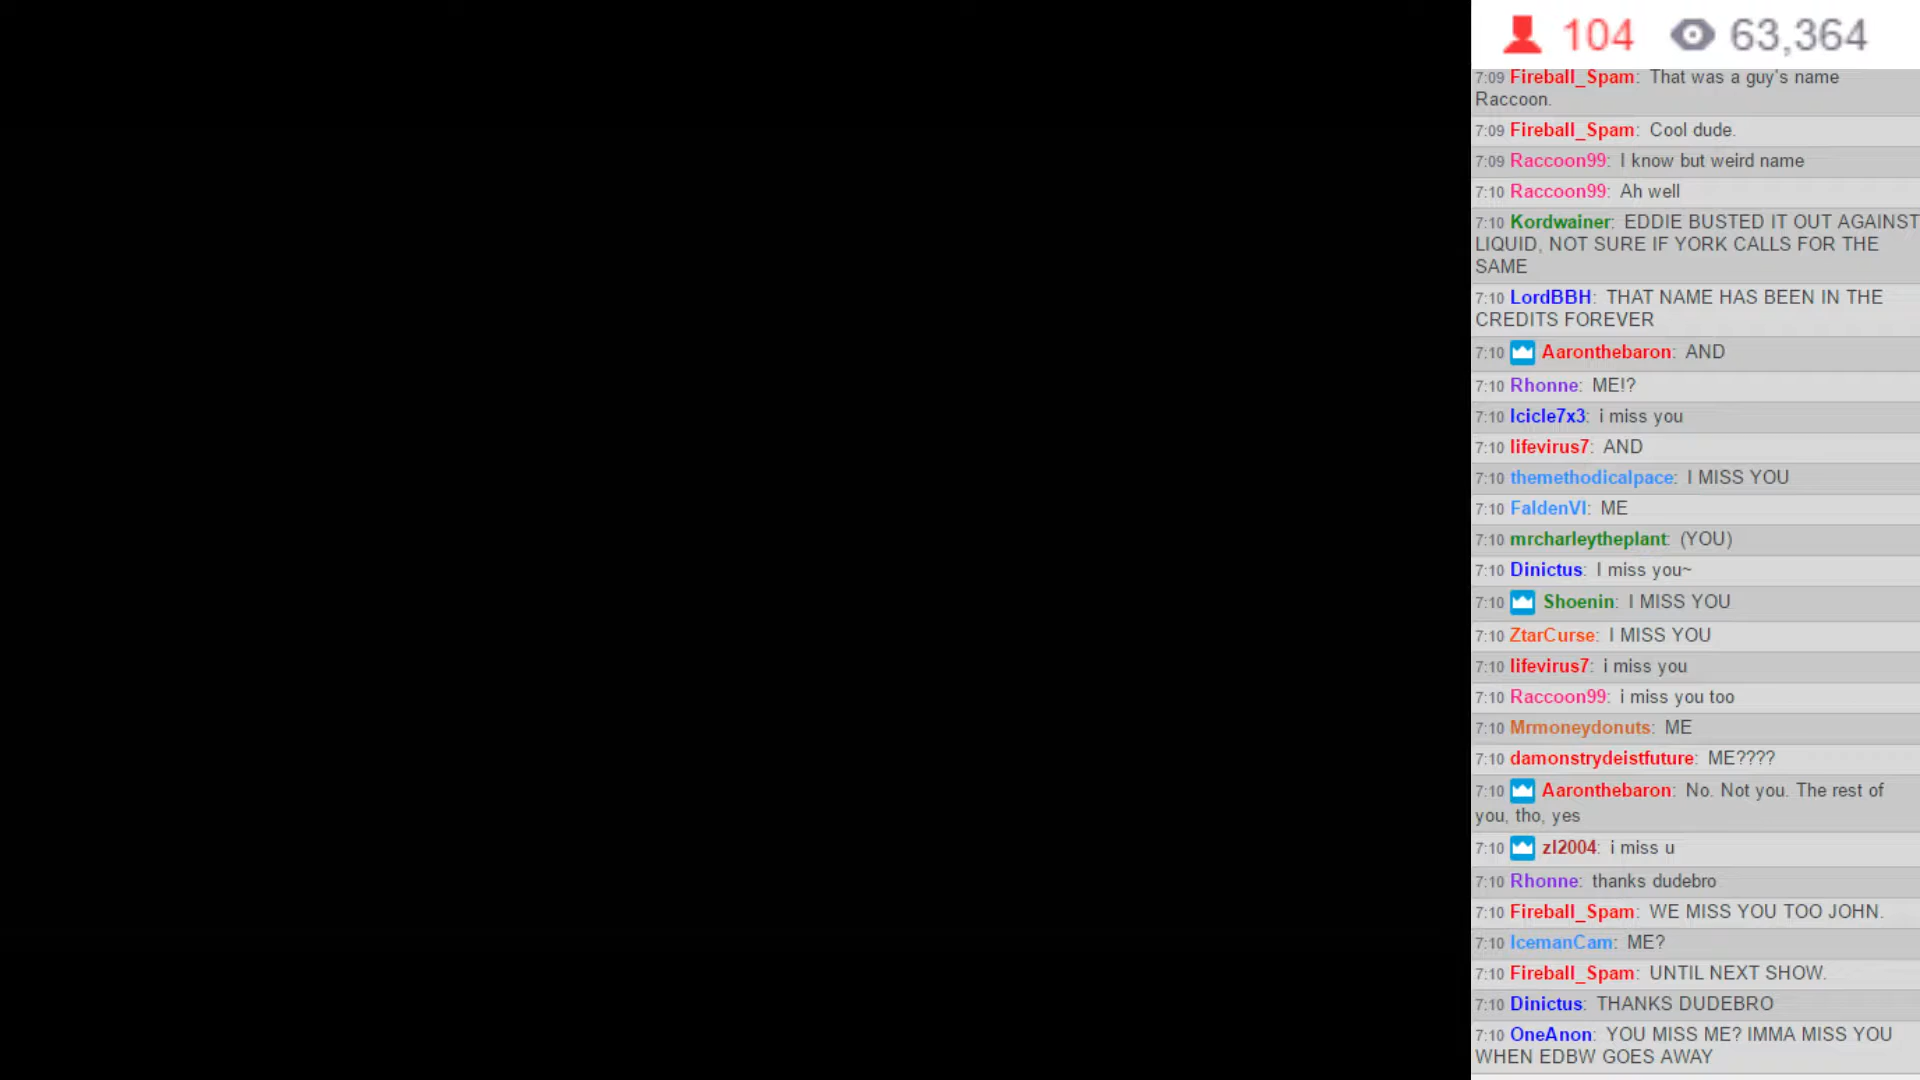 104 63,364
7:09 Fireball_Spam: That was a guy's name
Raccoon.
7:09 Fireball_Spam: Cool dude.
7:09 Raccoon99: I know but weird name
7:10 Raccoon99: Ah well
7:10 Kordwainer: EDDIE BUSTED IT OUT AGAINST
LIQUID, NOT SURE IF YORK CALLS FOR THE
SAME
7:10 LordBBH: THAT NAME HAS BEEN IN THE
CREDITS FOREVER
7:10 Aaronthebaron: AND
7:10 Rhonne: ME!?
7:10 Icicle7x3: i miss you
7:10 lifevirus7: AND
7:10 themethodicalpace: I MISS YOU
7:10 FaldenVI: ME
7:10 mrcharleytheplant: (YOU)
7:10 Dinictus: I miss you~
7:10 Shoenin: I MISS YOU
7:10 ZtarCurse: I MISS YOU
7:10 lifevirus7: i miss you
7:10 Raccoon99: i miss you too
7:10 Mrmoneydonuts: ME
7:10 damonstrydeistfuture: ME????
7:10 Aaronthebaron: No. Not you. The rest of
you, tho, yes
7:10 zl2004: i miss u
7:10 Rhonne: thanks dudebro
7:10 Fireball_Spam: WE MISS YOU TOO JOHN.
7:10 IcemanCam: ME?
7:10 Fireball_Spam: UNTIL NEXT SHOW.
7:10 Dinictus: THANKS DUDEBRO
7:10 OneAnon: YOU MISS ME? IMMA MISS YOU
WHEN EDBW GOES AWAY